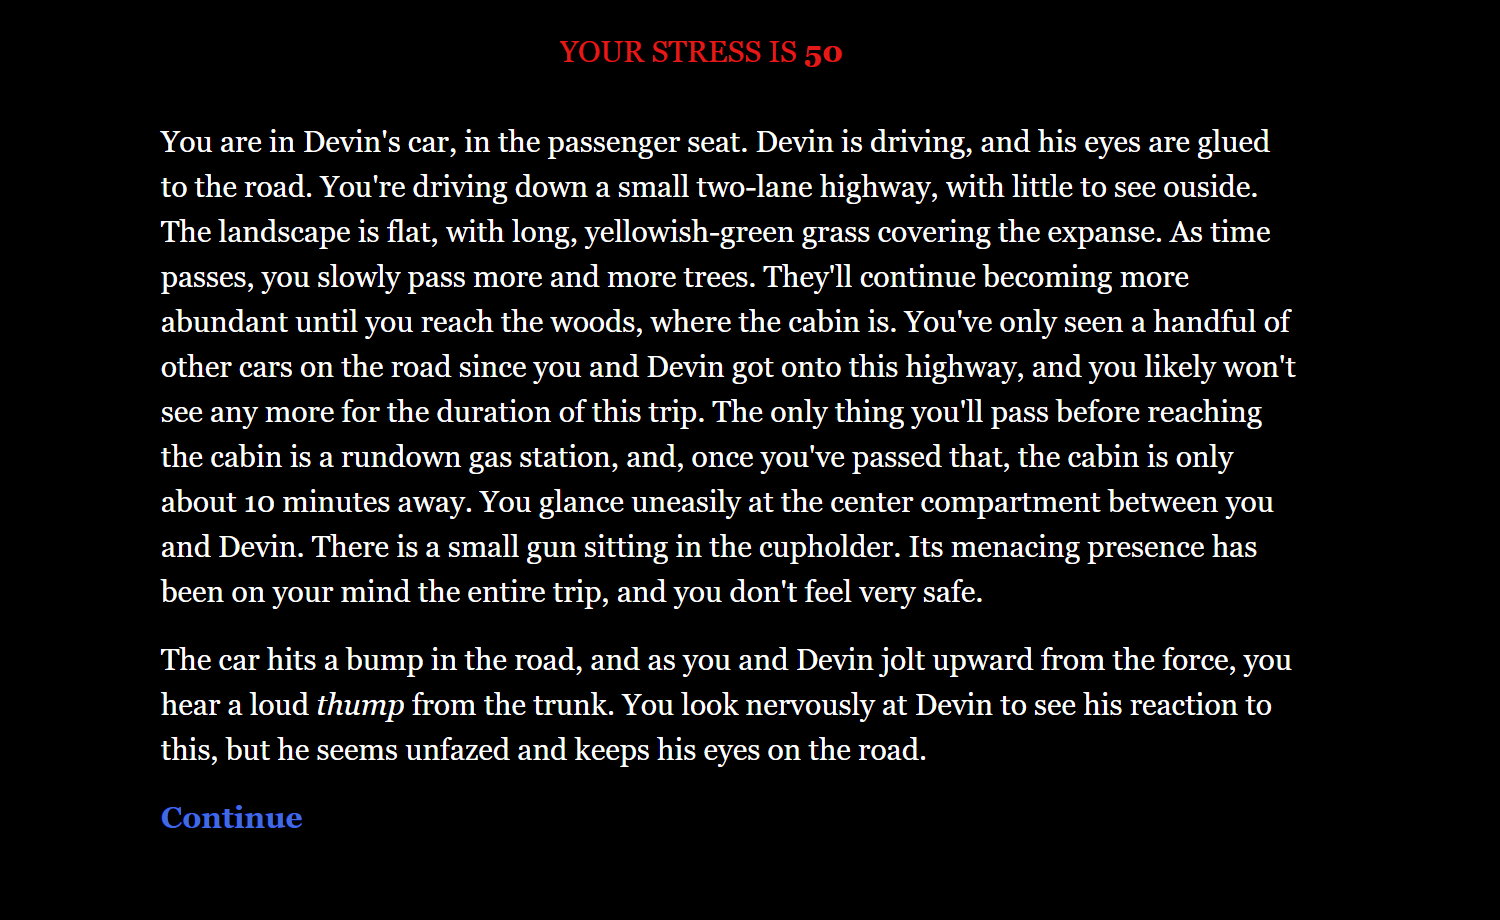 YOUR STRESS IS 50
You are in Devin's car, in the passenger seat. Devin is driving, and his eyes are glued
to the road. You're driving down a small two-lane highway, with little to see ouside.
The landscape is flat, with long, yellowish-green grass covering the expanse. As time
passes, you slowly pass more and more trees. They'll continue becoming more
abundant until you reach the woods, where the cabin is. You've only seen a handful of
other cars on the road since you and Devin got onto this highway, and you likely won't
see any more for the duration of this trip. The only thing you'll pass before reaching
the cabin is a rundown gas station, and, once you've passed that, the cabin is only
about 10 minutes away. You glance uneasily at the center compartment between you
and Devin. There is a small gun sitting in the cupholder. Its menacing presence has
been on your mind the entire trip, and you don't feel very safe.
The car hits a bump in the road, and as you and Devin jolt upward from the force, you
hear a loud thump from the trunk. You look nervously at Devin to see his reaction to
this, but he seems unfazed and keeps his eyes on the road.
Continue